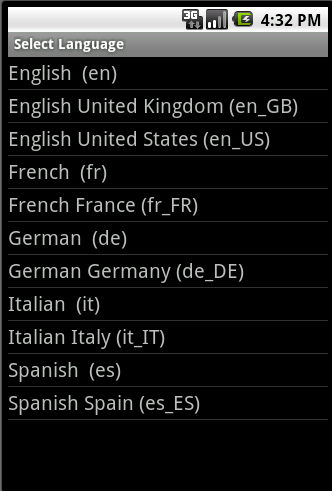 3G 4:32 PM
Select Language
English (en)
English United Kingdom (en_GB)
English United States (en_US)
French (fr)
French France (fr_FR)
German (de)
German Germany (de_DE)
Italian (it)
Italian Italy (it_IT)
Spanish (es)
Spanish Spain (es_ES)